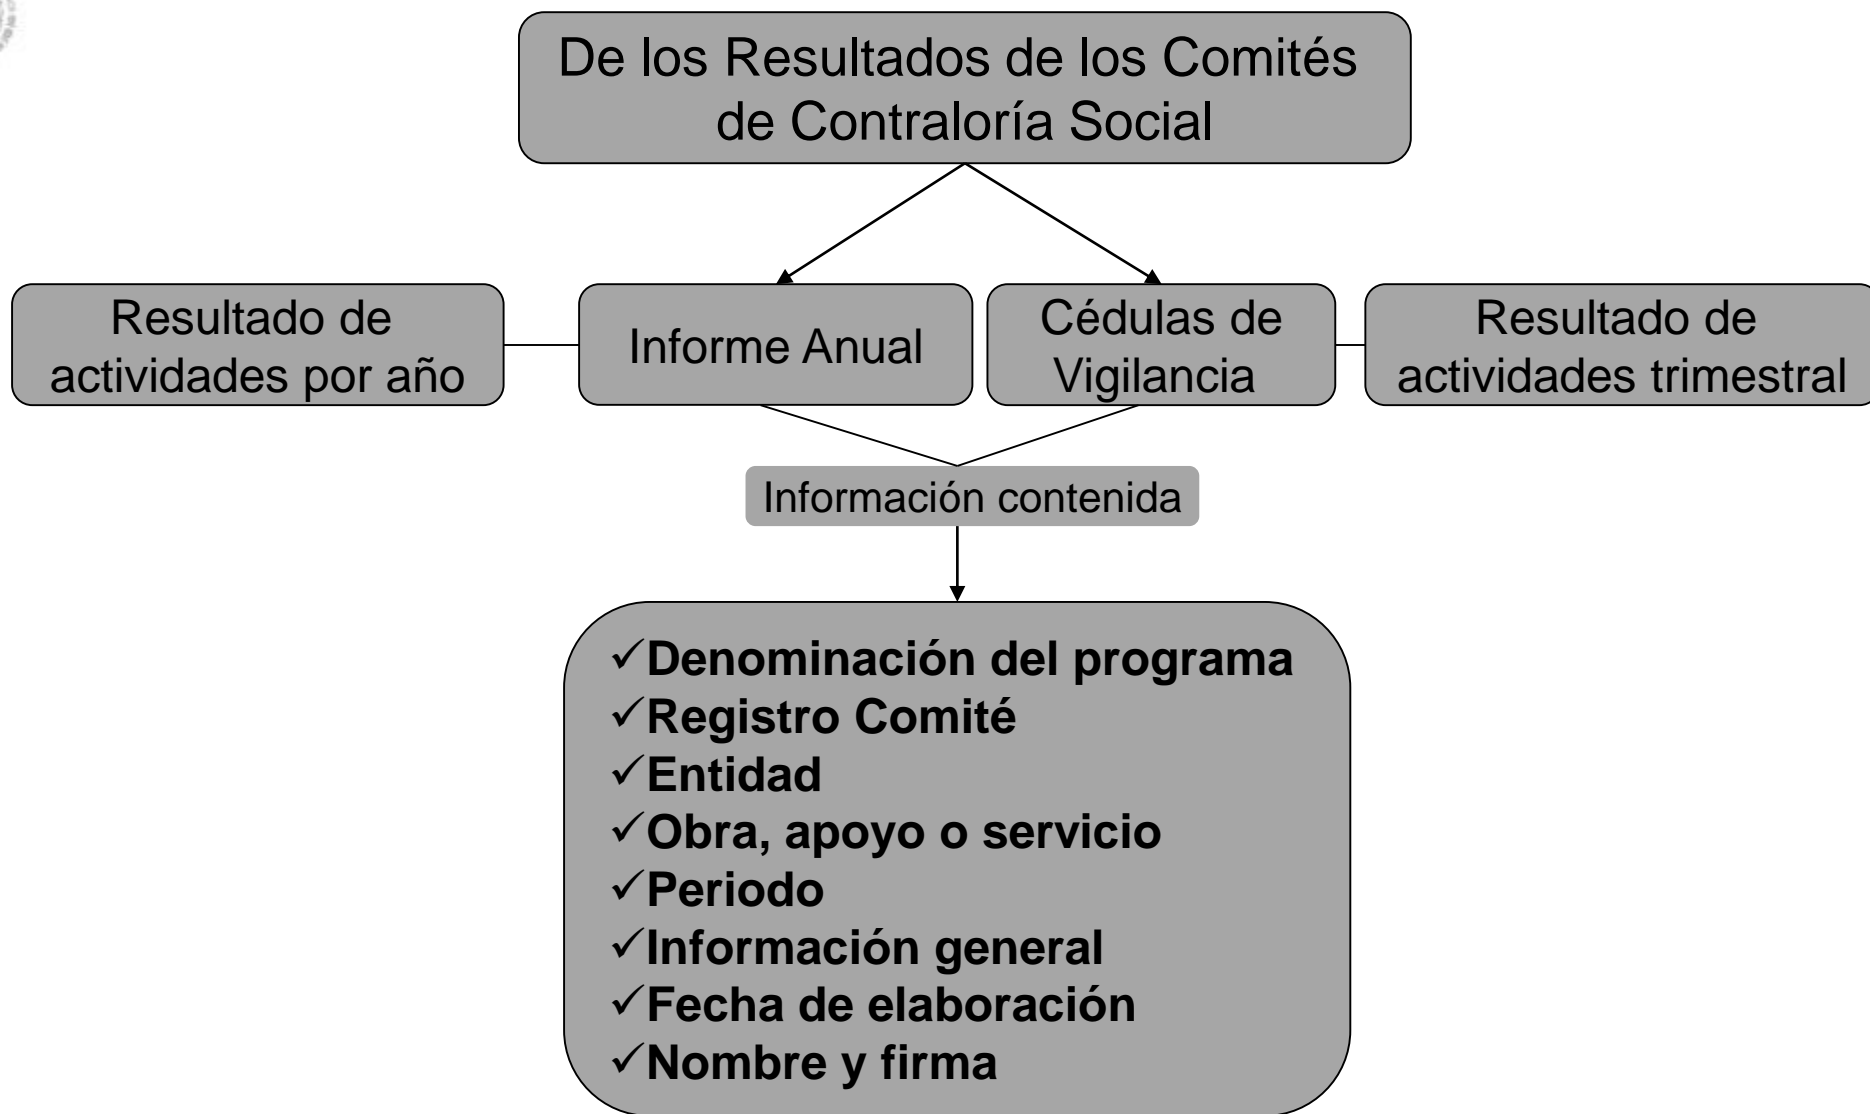 De los Resultados de los Comités
de Contraloría Social
Resultado de
actividades por año
Informe Anual
Cédulas de
Vigilancia
Resultado de
actividades trimestral
Información contenida
✓Denominación del programa
✓Registro Comité
✓Entidad
✓Obra, apoyo o servicio
✓Periodo
✓Información general
✓Fecha de elaboración
✓Nombre y firma